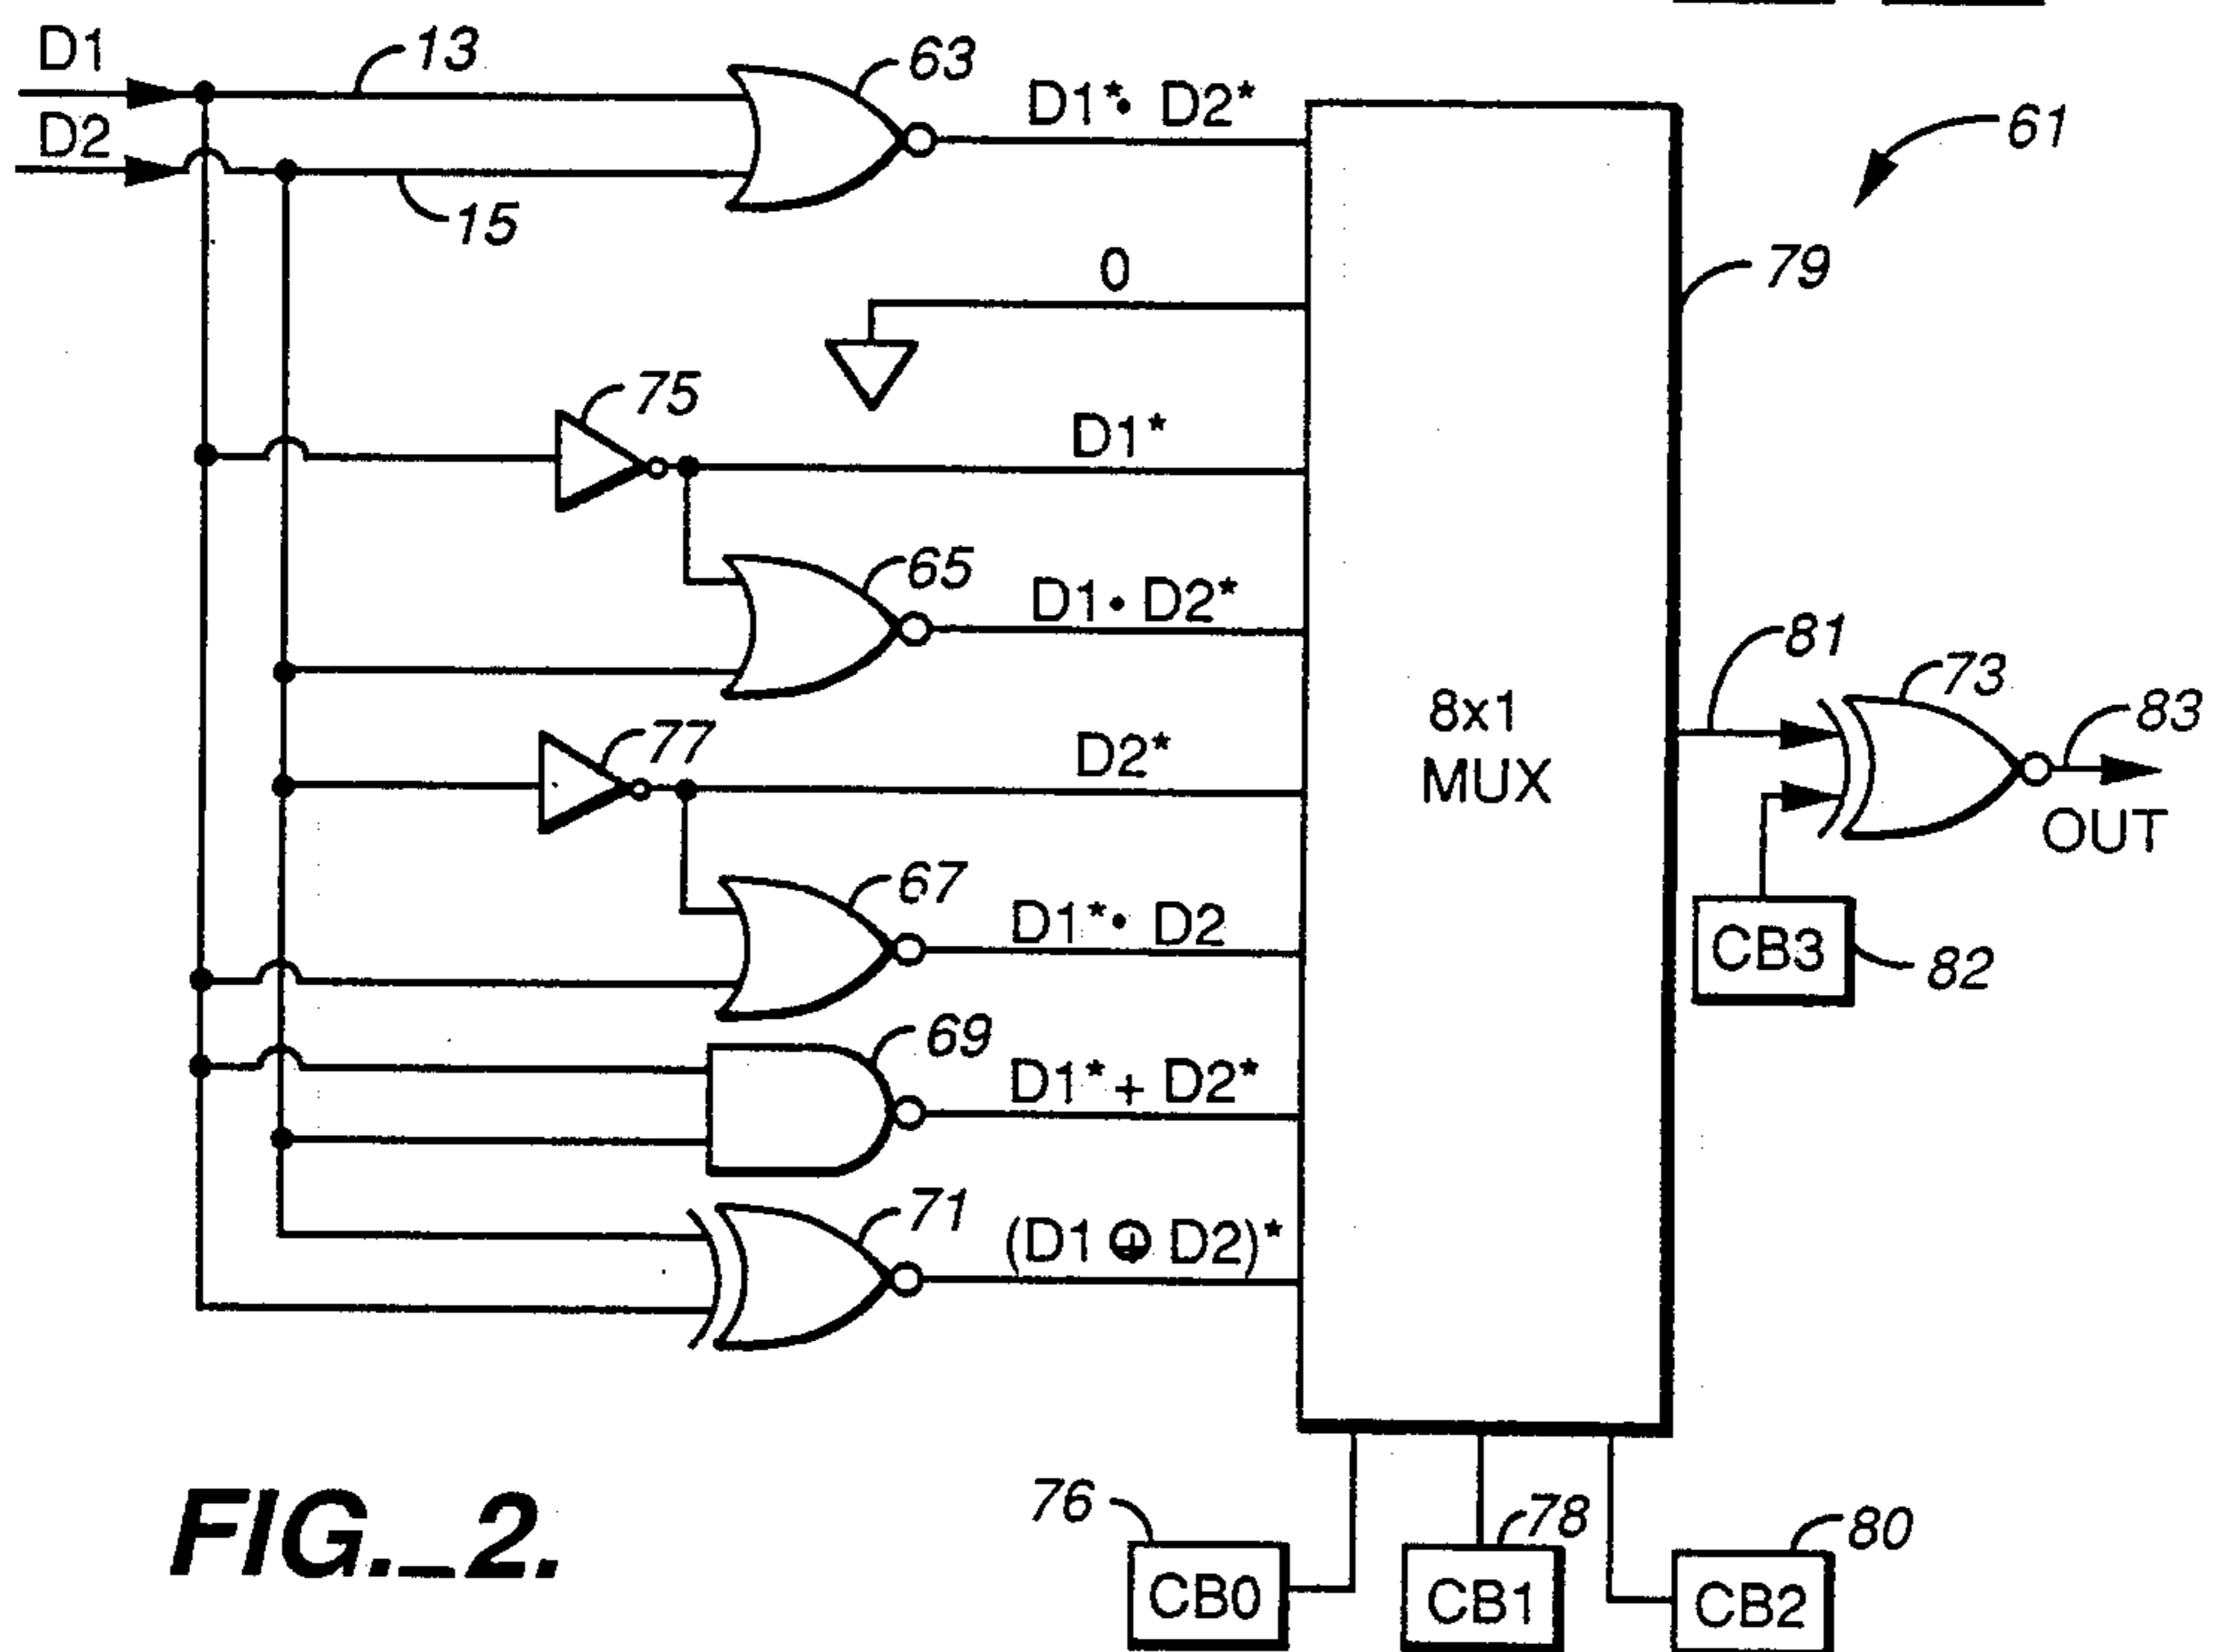 D1
13
63
D1*• D2*
61
D2
15
0
79
75
D1*
65
D1• D2*
77
D2*
8x1
MUX
81
73
83
OUT
67
D1*• D2
CB3
82
69
D1*+ D2*
71
(D1 ⊕ D2)*
FIG._2.
76
78
80
CB0
CB1
CB2